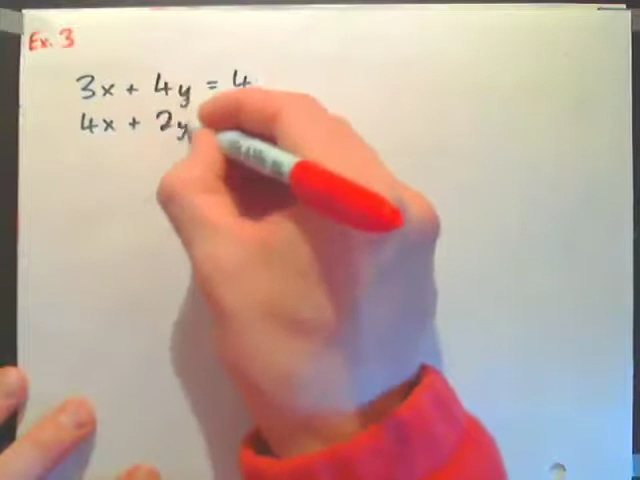 Ex. 3
3x + 4y = 4
4x + 2y